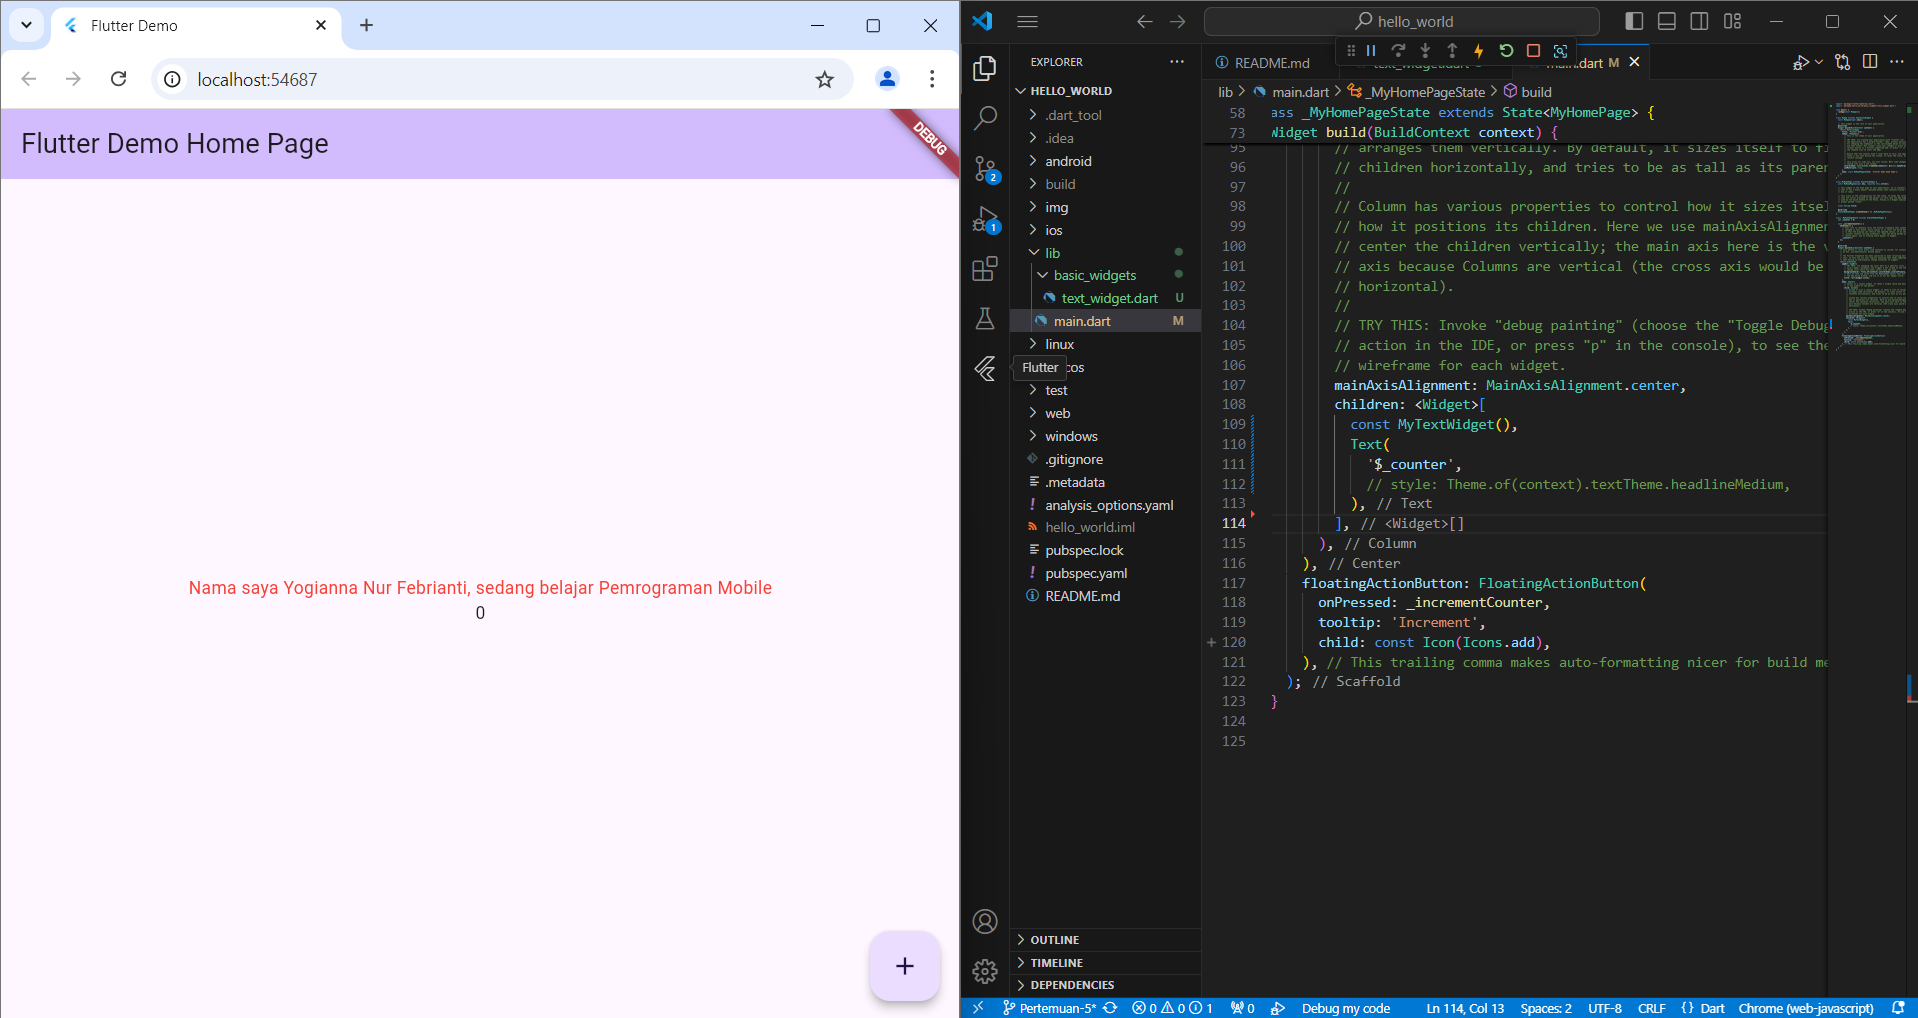 Flutter Demo
localhost:54687
Flutter Demo Home Page
DEBUG
Nama saya Yogianna Nur Febrianti, sedang belajar Pemrograman Mobile
0
hello_world
EXPLORER
HELLO_WORLD
.dart_tool
.idea
android
build
img
ios
lib
basic_widgets
text_widget.dart U
main.dart M
linux
cos
Flutter
test
web
windows
.gitignore
.metadata
analysis_options.yaml
hello_world.iml
pubspec.lock
pubspec.yaml
README.md
OUTLINE
TIMELINE
DEPENDENCIES
2
1
README.md
main.dart M
lib > main.dart > _MyHomePageState > build
58 ass _MyHomePageState extends State<MyHomePage> {
73 Widget build(BuildContext context) {
95 // arranges them vertically. By default, it sizes itself to fi
96 // children horizontally, and tries to be as tall as its paren
97 //
98 // Column has various properties to control how it sizes itsel
99 // how it positions its children. Here we use mainAxisAlignmen
100 // center the children vertically; the main axis here is the v
101 // axis because Columns are vertical (the cross axis would be
102 // horizontal).
103 //
104 // TRY THIS: Invoke "debug painting" (choose the "Toggle Debug
105 // action in the IDE, or press "p" in the console), to see the
106 // wireframe for each widget.
107 mainAxisAlignment: MainAxisAlignment.center,
108 children: <Widget>[
109 const MyTextWidget(),
110 Text(
111 '$_counter',
112 // style: Theme.of(context).textTheme.headlineMedium,
113 ), // Text
114 ], // <Widget>[]
115 ), // Column
116 ), // Center
117 floatingActionButton: FloatingActionButton(
118 onPressed: _incrementCounter,
119 tooltip: 'Increment',
120 child: const Icon(Icons.add),
121 ), // This trailing comma makes auto-formatting nicer for build me
122 ); // Scaffold
123 }
124
125
Pertemuan-5* 0 0 1 0 Debug my code Ln 114, Col 13 Spaces: 2 UTF-8 CRLF {} Dart Chrome (web-javascript)